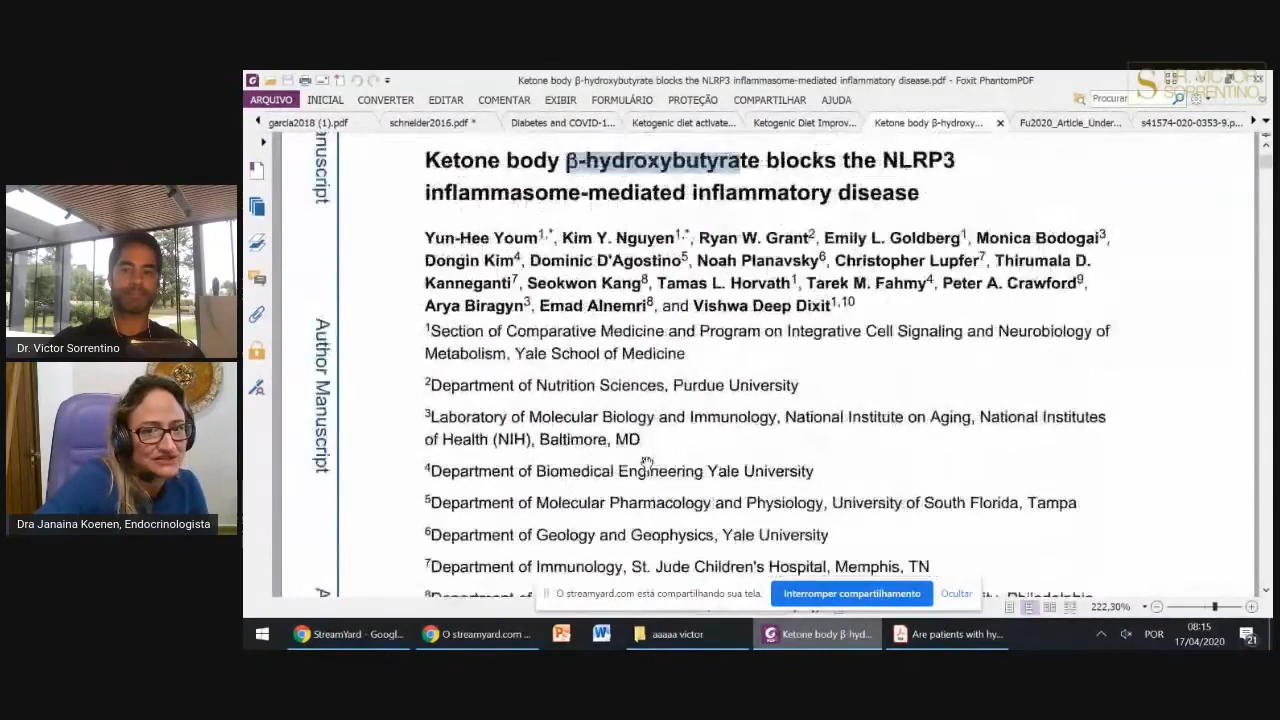 Ketone body β-hydroxybutyrate blocks the NLRP3 inflammasome-mediated inflammatory disease.pdf - Foxit PhantomPDF
DR. VICTOR
SORRENTINO
ARQUIVO INICIAL CONVERTER EDITAR COMENTAR EXIBIR FORMULÁRIO PROTEÇÃO COMPARTILHAR AJUDA Procurar
garcia2018 (1).pdf schnelder2016.pdf * Diabetes and COVID-1... Ketogenic diet activate... Ketogenic Diet Improv... Ketone body β-hydroxy... Fu2020_Article_Under... s41574-020-0353-9.p...
anuscript
Ketone body β-hydroxybutyrate blocks the NLRP3
inflammasome-mediated inflammatory disease
Yun-Hee Youm1,*, Kim Y. Nguyen1,*, Ryan W. Grant2, Emily L. Goldberg1, Monica Bodogai3,
Dongin Kim4, Dominic D'Agostino5, Noah Planavsky6, Christopher Lupfer7, Thirumala D.
Kanneganti7, Seokwon Kang8, Tamas L. Horvath1, Tarek M. Fahmy4, Peter A. Crawford9,
Arya Biragyn3, Emad Alnemri8, and Vishwa Deep Dixit1,10
1Section of Comparative Medicine and Program on Integrative Cell Signaling and Neurobiology of
Metabolism, Yale School of Medicine
2Department of Nutrition Sciences, Purdue University
Author Manuscript
3Laboratory of Molecular Biology and Immunology, National Institute on Aging, National Institutes
of Health (NIH), Baltimore, MD
4Department of Biomedical Engineering Yale University
5Department of Molecular Pharmacology and Physiology, University of South Florida, Tampa
6Department of Geology and Geophysics, Yale University
7Department of Immunology, St. Jude Children's Hospital, Memphis, TN
Dr. Victor Sorrentino
Dra Janaina Koenen, Endocrinologista
O streamyard.com está compartilhando sua tela. Interromper compartilhamento Ocultar
222,30%
StreamYard - Googl... O streamyard.com ... aaaaa victor Ketone body β-hyd... Are patients with hy... POR 08:15
17/04/2020
21